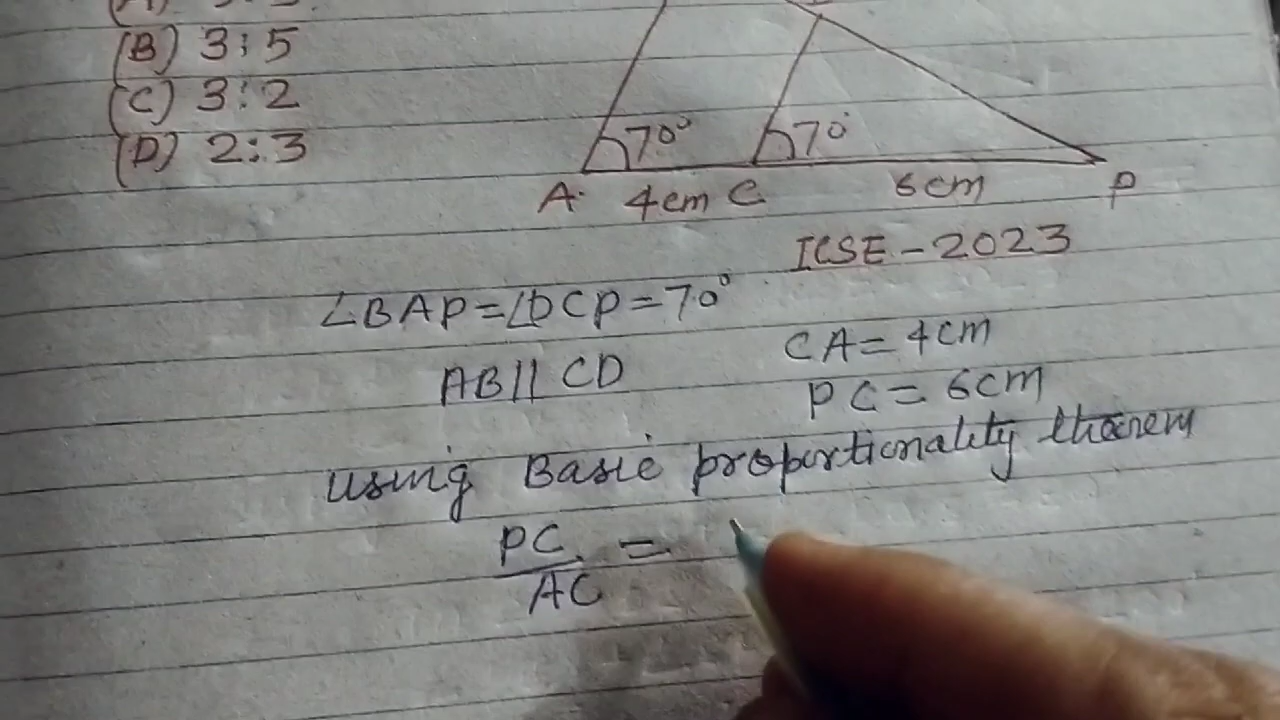 (B) 3:5
(C) 3:2
(D) 2:3
70° 70°
A 4cm C 6cm P
ICSE-2023
∠BAP=∠DCP=70°
CA=4cm
AB||CD
PC=6cm
using Basic proportionality theorem
PC/AC =